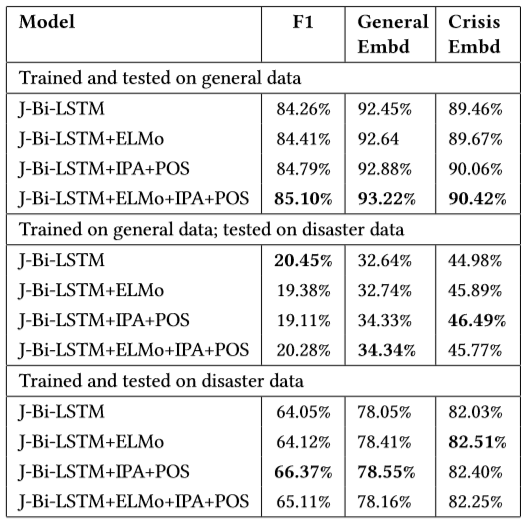 Model F1 General Embd Crisis Embd
Trained and tested on general data
J-Bi-LSTM 84.26% 92.45% 89.46%
J-Bi-LSTM+ELMo 84.41% 92.64 89.67%
J-Bi-LSTM+IPA+POS 84.79% 92.88% 90.06%
J-Bi-LSTM+ELMo+IPA+POS 85.10% 93.22% 90.42%
Trained on general data; tested on disaster data
J-Bi-LSTM 20.45% 32.64% 44.98%
J-Bi-LSTM+ELMo 19.38% 32.74% 45.89%
J-Bi-LSTM+IPA+POS 19.11% 34.33% 46.49%
J-Bi-LSTM+ELMo+IPA+POS 20.28% 34.34% 45.77%
Trained and tested on disaster data
J-Bi-LSTM 64.05% 78.05% 82.03%
J-Bi-LSTM+ELMo 64.12% 78.41% 82.51%
J-Bi-LSTM+IPA+POS 66.37% 78.55% 82.40%
J-Bi-LSTM+ELMo+IPA+POS 65.11% 78.16% 82.25%